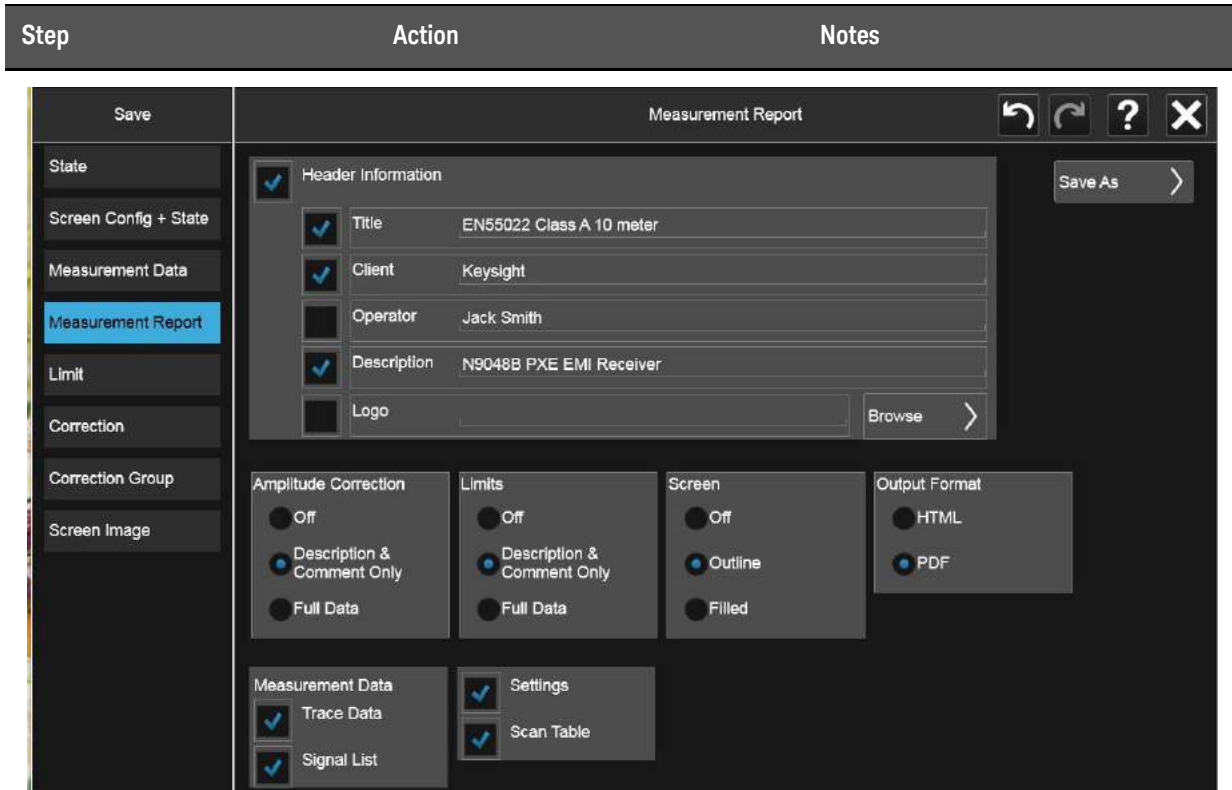 Step Action Notes
Save
Measurement Report
?
State
Screen Config + State
Measurement Data
Measurement Report
Limit
Correction
Correction Group
Screen Image
Header Information
Save As
Title EN55022 Class A 10 meter
Client Keysight
Operator Jack Smith
Description N9048B PXE EMI Receiver
Logo
Browse
Amplitude Correction
Off
Description &
Comment Only
Full Data
Limits
Off
Description &
Comment Only
Full Data
Screen
Off
Outline
Filled
Output Format
HTML
PDF
Measurement Data
Trace Data
Signal List
Settings
Scan Table